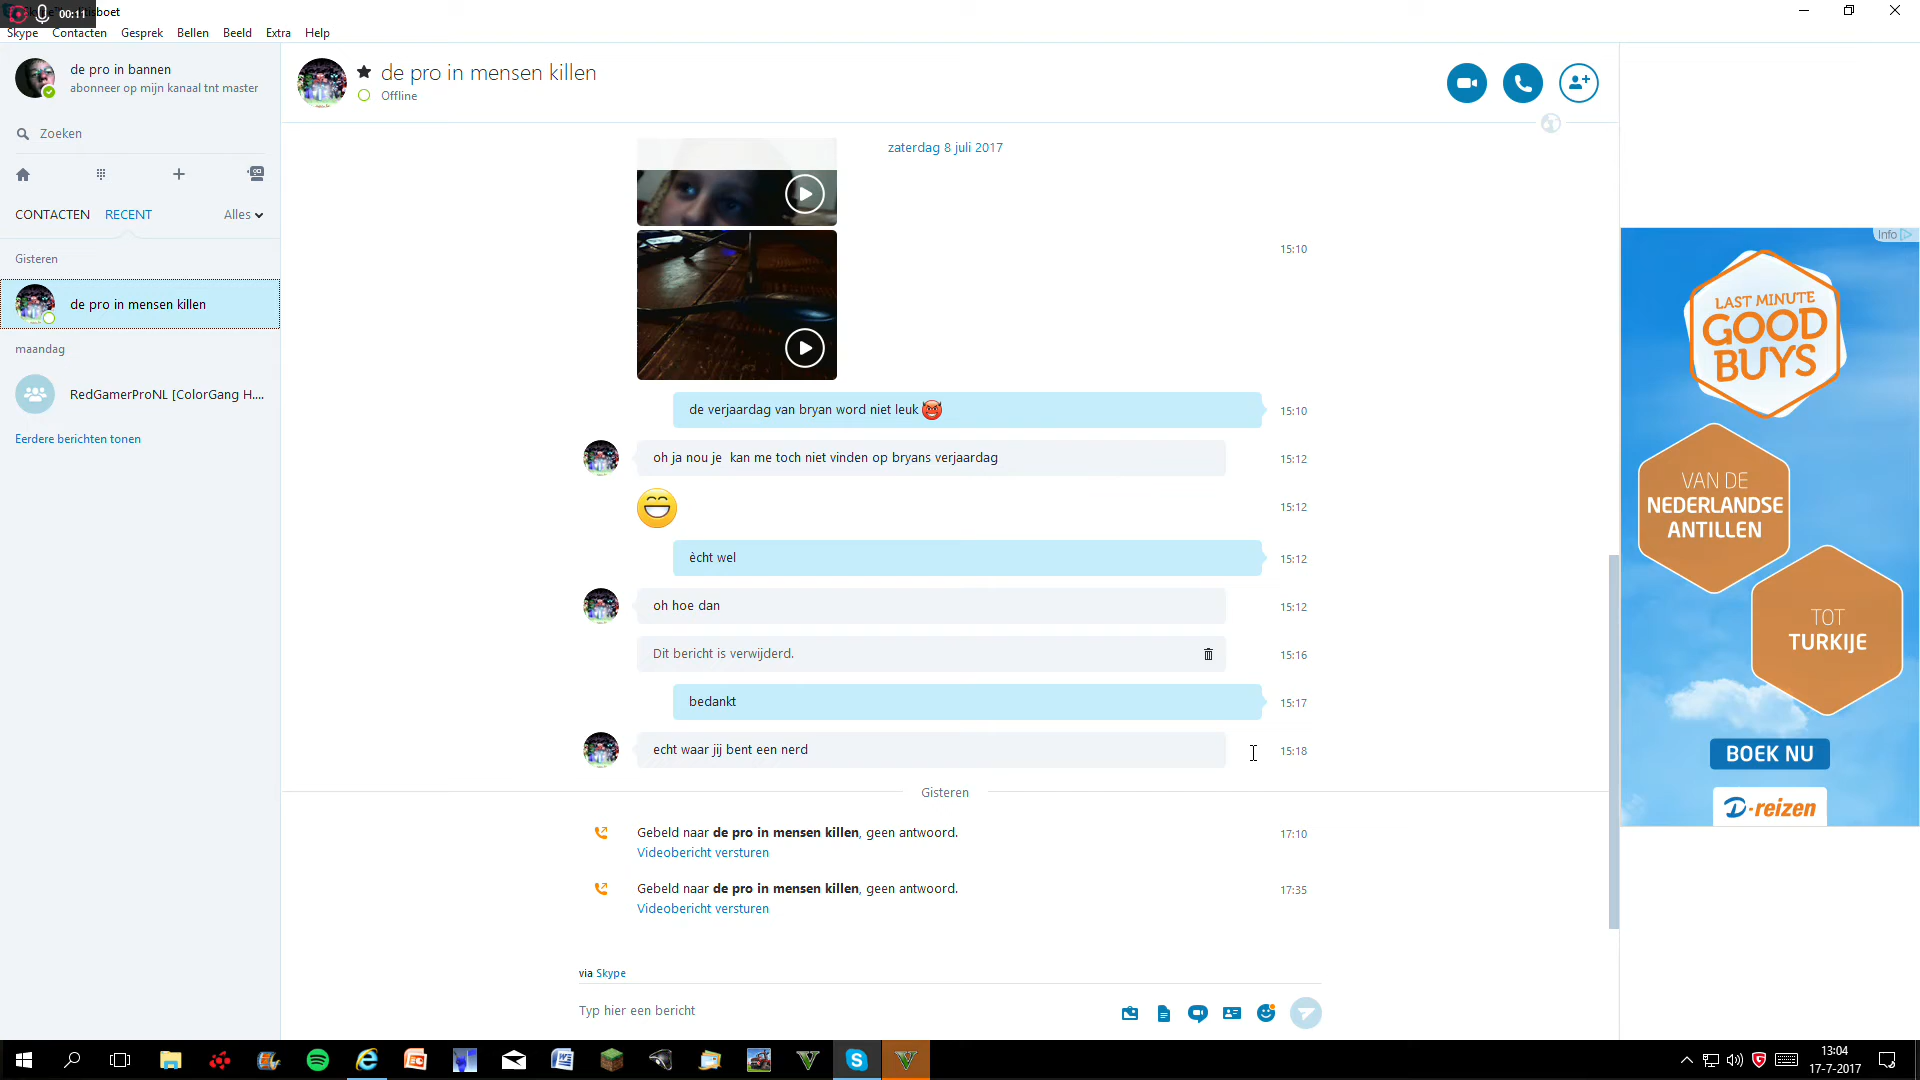 00:11
isboet
Skype Contacten Gesprek Bellen Beeld Extra Help
de pro in bannen
abonneer op mijn kanaal tnt master
Zoeken
CONTACTEN RECENT Alles
Gisteren
de pro in mensen killen
maandag
RedGamerProNL [ColorGang H....
Eerdere berichten tonen
de pro in mensen killen
Offline
zaterdag 8 juli 2017
15:10
de verjaardag van bryan word niet leuk
15:10
oh ja nou je kan me toch niet vinden op bryans verjaardag
15:12
15:12
ècht wel
15:12
oh hoe dan
15:12
Dit bericht is verwijderd.
15:16
bedankt
15:17
echt waar jij bent een nerd
15:18
Gisteren
Gebeld naar de pro in mensen killen, geen antwoord.
17:10
Videobericht versturen
Gebeld naar de pro in mensen killen, geen antwoord.
17:35
Videobericht versturen
via Skype
Typ hier een bericht
Info
LAST MINUTE
GOOD
BUYS
VAN DE
NEDERLANDSE
ANTILLEN
TOT
TURKIJE
BOEK NU
D-reizen
13:04
17-7-2017